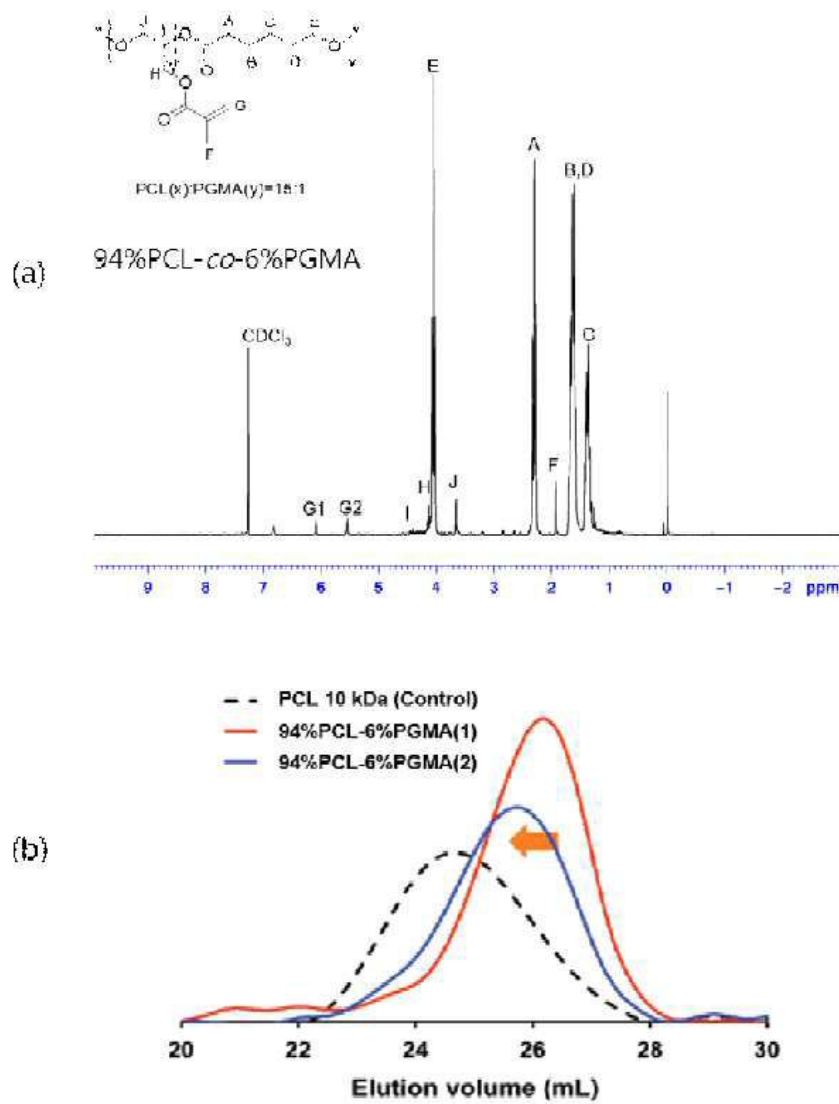 PCL(x):PGMA(y)=15:1
94%PCL-co-6%PGMA
(a)
E
A
B,D
C
CDCl3
F
H
J
I
G1
G2
9 8 7 6 5 4 3 2 1 0 −1 −2 ppm
(b)
PCL 10 kDa (Control)
94%PCL-6%PGMA(1)
94%PCL-6%PGMA(2)
20 22 24 26 28 30
Elution volume (mL)